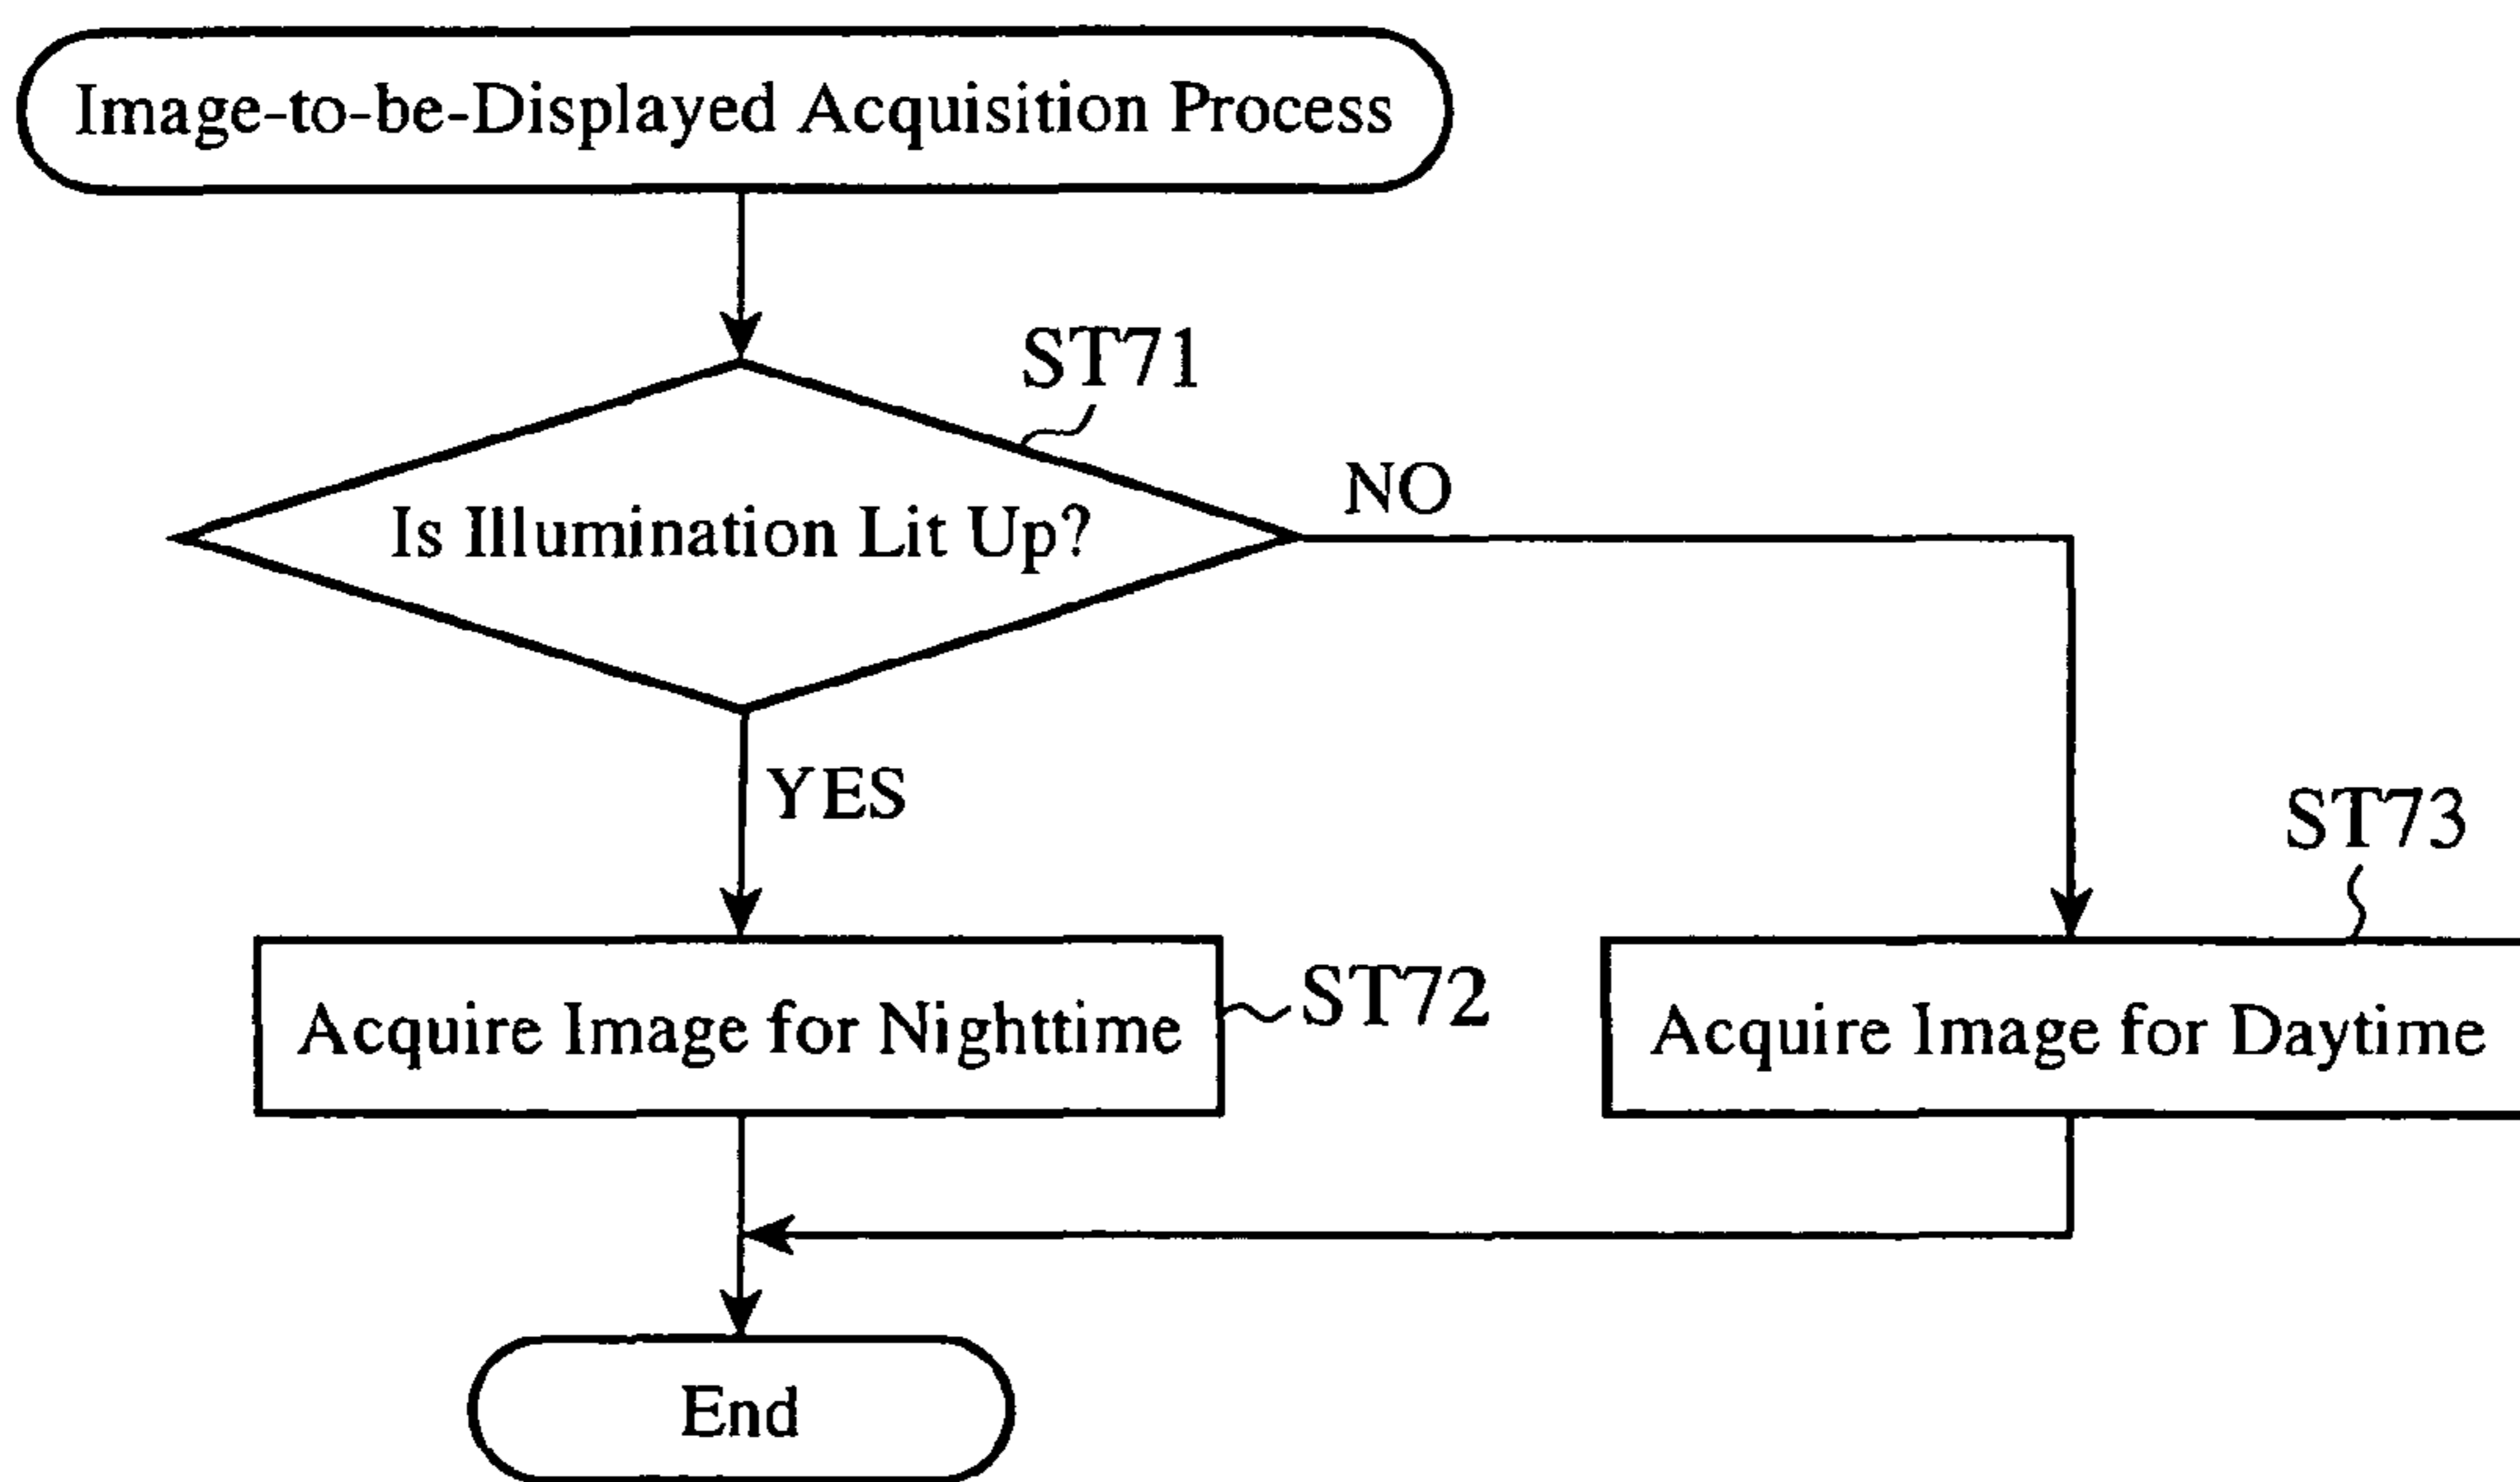 Image-to-be-Displayed Acquisition Process
ST71
Is Illumination Lit Up?
NO
YES
ST73
Acquire Image for Nighttime
ST72
Acquire Image for Daytime
End